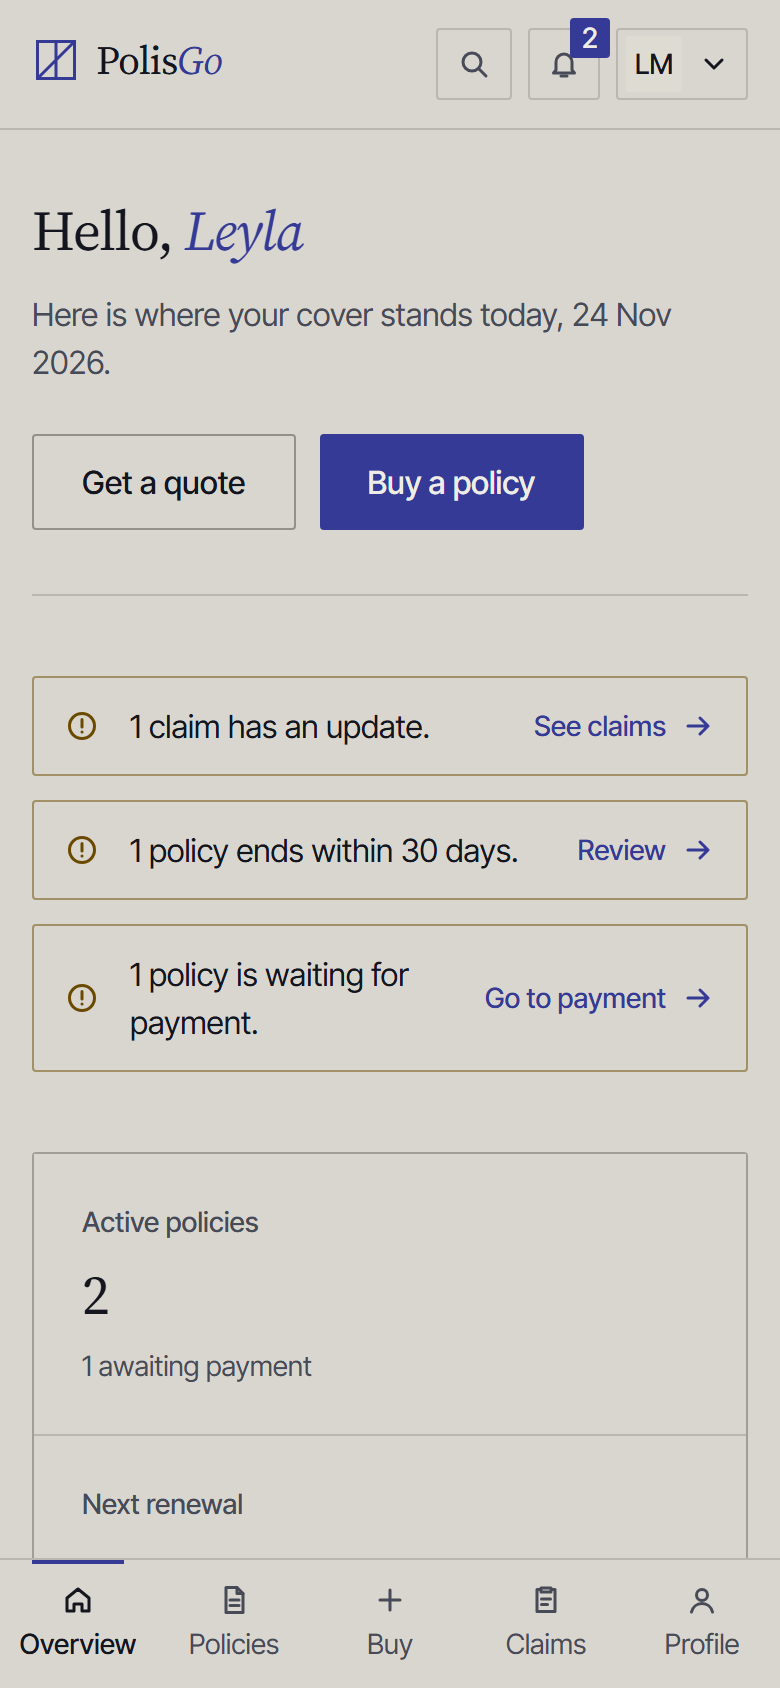 PolisGo
2
LM
Hello, Leyla
Here is where your cover stands today, 24 Nov
2026.
Get a quote
Buy a policy
1 claim has an update.
See claims
1 policy ends within 30 days.
Review
1 policy is waiting for
payment.
Go to payment
Active policies
2
1 awaiting payment
Next renewal
Overview
Policies
Buy
Claims
Profile